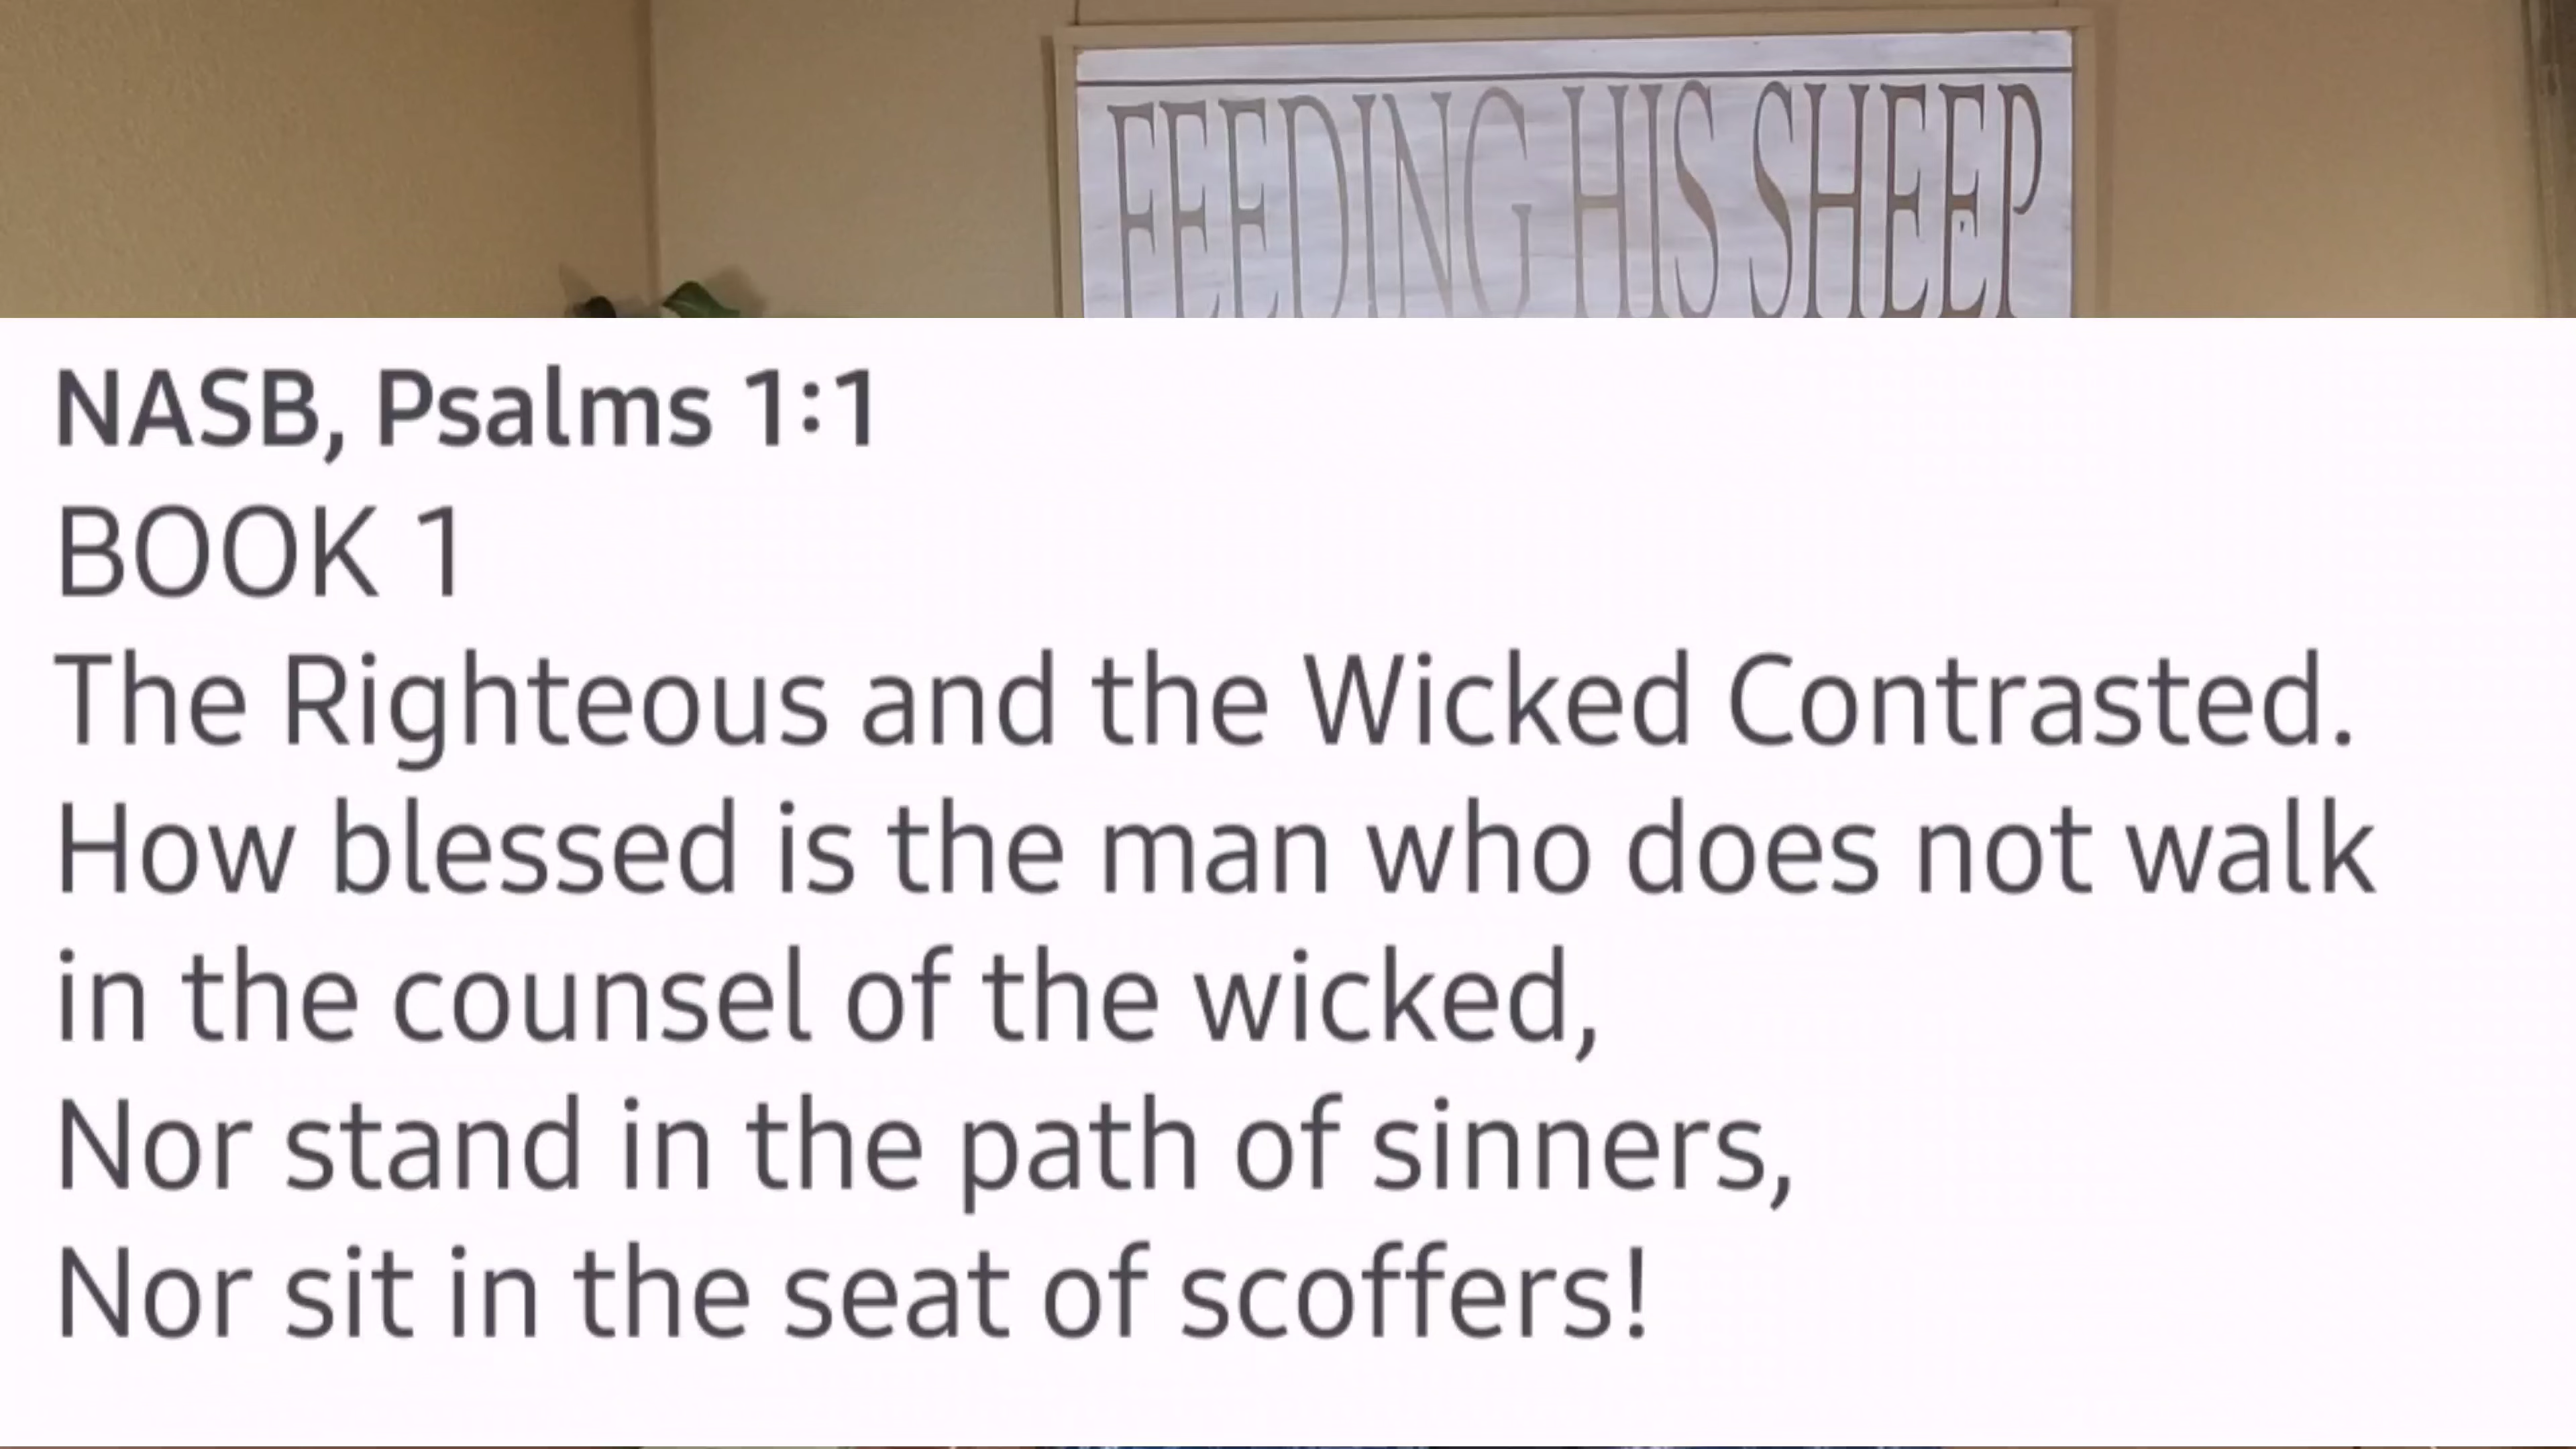 FEEDING HIS SHEEP
NASB, Psalms 1:1
BOOK 1
The Righteous and the Wicked Contrasted.
How blessed is the man who does not walk
in the counsel of the wicked,
Nor stand in the path of sinners,
Nor sit in the seat of scoffers!